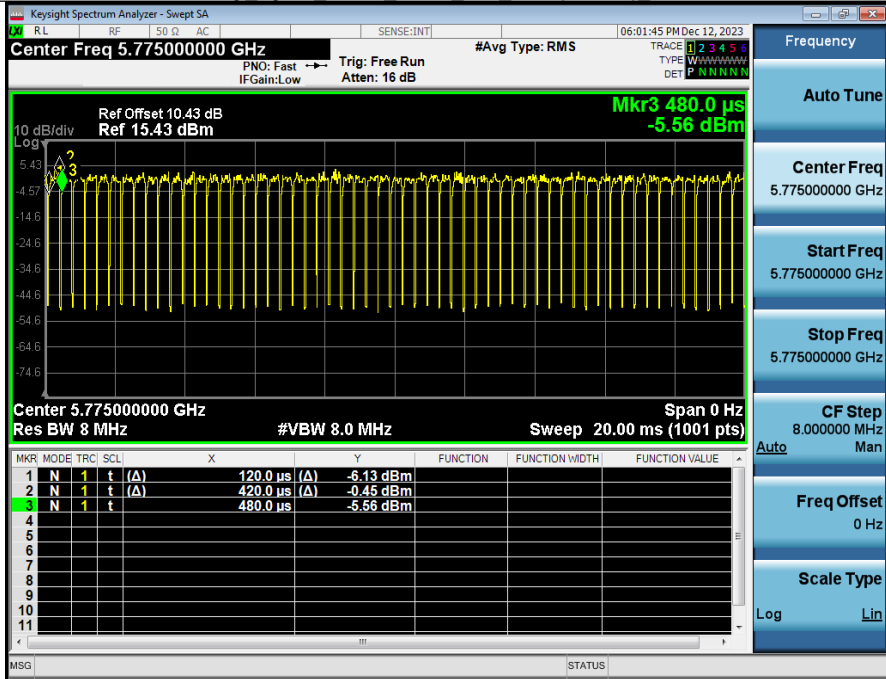 Keysight Spectrum Analyzer - Swept SA
LXI RL RF 50 Ω AC SENSE:INT 06:01:45 PM Dec 12, 2023
Center Freq 5.775000000 GHz #Avg Type: RMS TRACE 1 2 3 4 5 6
PNO: Fast Trig: Free Run TYPE WWWWWW
IFGain:Low Atten: 16 dB DET P N N N N N
Mkr3 480.0 µs
-5.56 dBm
Ref Offset 10.43 dB
10 dB/div Ref 15.43 dBm
Log
5.43
-4.57
-14.6
-24.6
-34.6
-44.6
-54.6
-64.6
-74.6
2
3
Center 5.775000000 GHz Span 0 Hz
Res BW 8 MHz #VBW 8.0 MHz Sweep 20.00 ms (1001 pts)
MKR MODE TRC SCL X Y FUNCTION FUNCTION WIDTH FUNCTION VALUE
1 N 1 t (Δ) 120.0 µs (Δ) -6.13 dBm
2 N 1 t (Δ) 420.0 µs (Δ) -0.45 dBm
3 N 1 t 480.0 µs -5.56 dBm
4
5
6
7
8
9
10
11
MSG STATUS
Frequency
Auto Tune
Center Freq
5.775000000 GHz
Start Freq
5.775000000 GHz
Stop Freq
5.775000000 GHz
CF Step
8.000000 MHz
Auto Man
Freq Offset
0 Hz
Scale Type
Log Lin